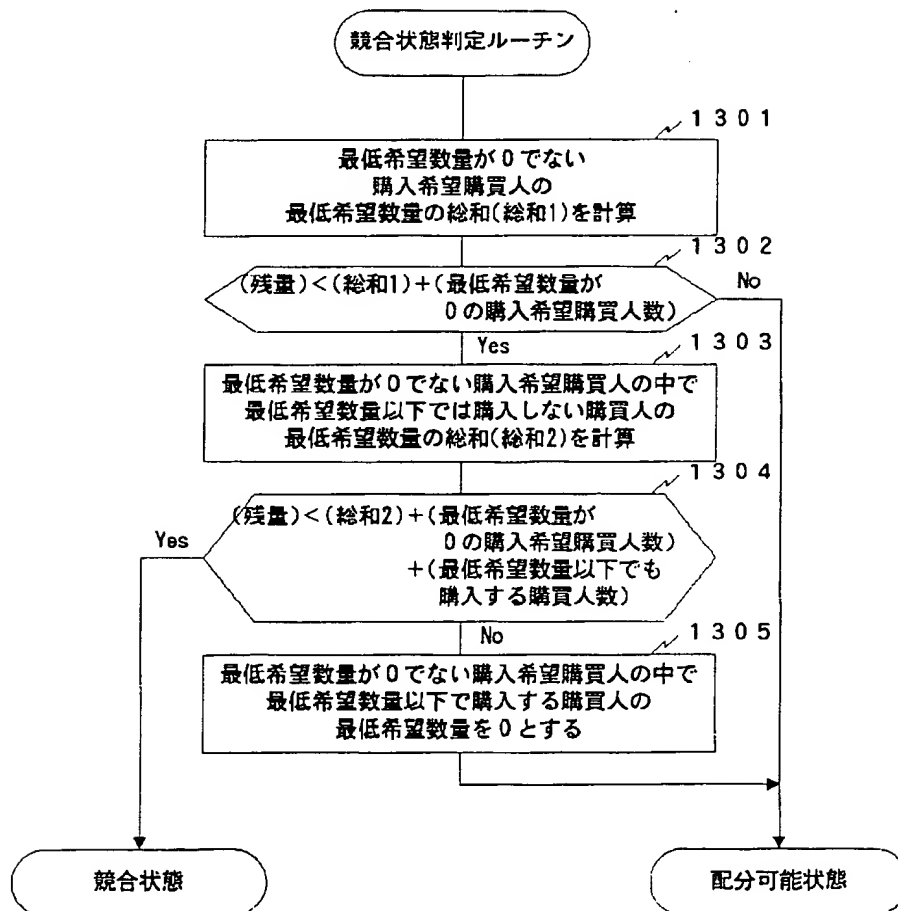 競合状態判定ルーチン
1301
最低希望数量が0でない
購入希望購買人の
最低希望数量の総和(総和1)を計算
1302
(残量)<(総和1)+(最低希望数量が
0の購入希望購買人数)
No
Yes
1303
最低希望数量が0でない購入希望購買人の中で
最低希望数量以下では購入しない購買人の
最低希望数量の総和(総和2)を計算
1304
(残量)<(総和2)+(最低希望数量が
0の購入希望購買人数)
+(最低希望数量以下でも
購入する購買人数)
Yes
No
1305
最低希望数量が0でない購入希望購買人の中で
最低希望数量以下で購入する購買人の
最低希望数量を0とする
競合状態
配分可能状態